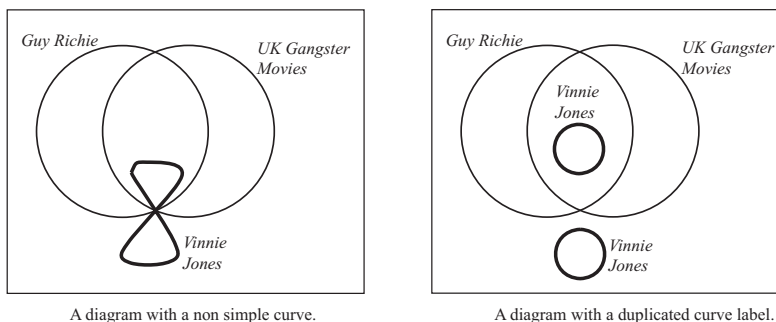 Guy Richie
UK Gangster
Movies
Vinnie
Jones
A diagram with a non simple curve.
Guy Richie
UK Gangster
Movies
Vinnie
Jones
Vinnie
Jones
A diagram with a duplicated curve label.